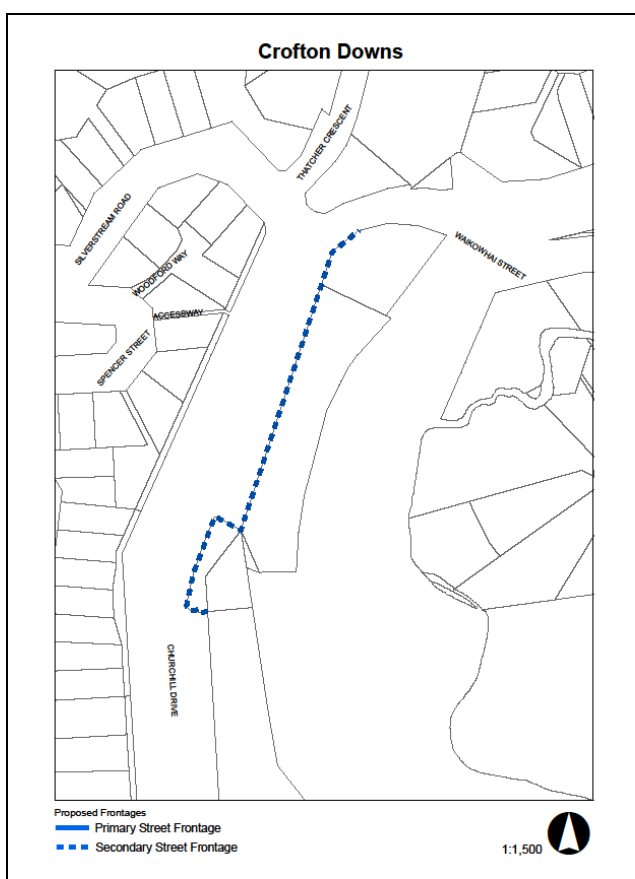 Crofton Downs
THATCHER CRESCENT
SILVERSTREAM ROAD
WAIKOWHAI STREET
WOODFORD WAY
ACCESSWAY
SPENCER STREET
CHURCHILL DRIVE
Proposed Frontages
Primary Street Frontage
Secondary Street Frontage
1:1,500